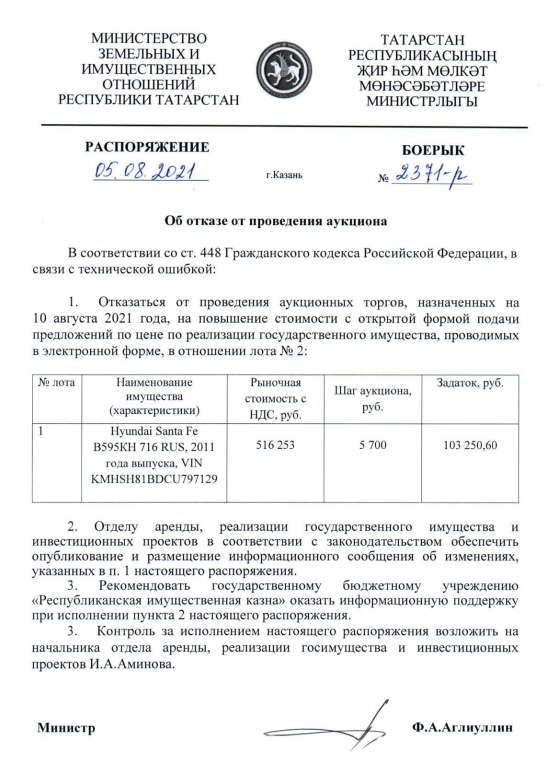 МИНИСТЕРСТВО
ЗЕМЕЛЬНЫХ И
ИМУЩЕСТВЕННЫХ
ОТНОШЕНИЙ
РЕСПУБЛИКИ ТАТАРСТАН
ТАТАРСТАН
РЕСПУБЛИКАСЫНЫҢ
ҖИР ҺӘМ МӨЛКӘТ
МӨНӘСӘБӘТЛӘРЕ
МИНИСТРЛЫГЫ
РАСПОРЯЖЕНИЕ
БОЕРЫК
05.08.2021
г.Казань
№ 2371-р
Об отказе от проведения аукциона
В соответствии со ст. 448 Гражданского кодекса Российской Федерации, в
связи с технической ошибкой:
1. Отказаться от проведения аукционных торгов, назначенных на
10 августа 2021 года, на повышение стоимости с открытой формой подачи
предложений по цене по реализации государственного имущества, проводимых
в электронной форме, в отношении лота № 2:
№ лота
Наименование
имущества
(характеристики)
Рыночная
стоимость с
НДС, руб.
Шаг аукциона,
руб.
Задаток, руб.
1
Hyundai Santa Fe
В595КН 716 RUS, 2011
года выпуска, VIN
KMHSH81BDCU797129
516 253
5 700
103 250,60
2. Отделу аренды, реализации государственного имущества и
инвестиционных проектов в соответствии с законодательством обеспечить
опубликование и размещение информационного сообщения об изменениях,
указанных в п. 1 настоящего распоряжения.
3. Рекомендовать государственному бюджетному учреждению
«Республиканская имущественная казна» оказать информационную поддержку
при исполнении пункта 2 настоящего распоряжения.
3. Контроль за исполнением настоящего распоряжения возложить на
начальника отдела аренды, реализации госимущества и инвестиционных
проектов И.А.Аминова.
Министр
Ф.А.Аглиуллин